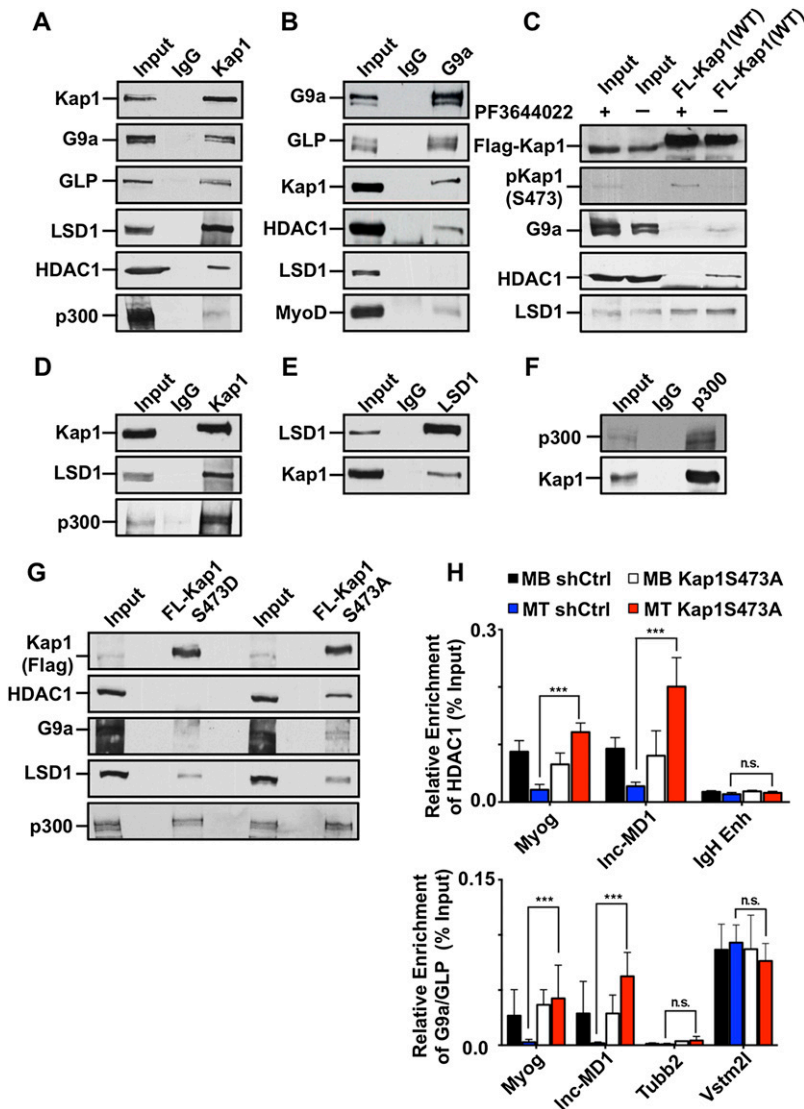 A
Input IgG Kap1
Kap1
G9a
GLP
LSD1
HDAC1
p300
B
Input IgG G9a
G9a
GLP
Kap1
HDAC1
LSD1
MyoD
C
Input Input FL-Kap1(WT) FL-Kap1(WT)
PF3644022 + − + −
Flag-Kap1
pKap1
(S473)
G9a
HDAC1
LSD1
D
Input IgG Kap1
Kap1
LSD1
p300
E
Input IgG LSD1
LSD1
Kap1
F
Input IgG p300
p300
Kap1
G
Input FL-Kap1 S473D Input FL-Kap1 S473A
Kap1
(Flag)
HDAC1
G9a
LSD1
p300
H
MB shCtrl MB Kap1S473A
MT shCtrl MT Kap1S473A
Relative Enrichment
of HDAC1 (% Input)
0.3
0.0
*** *** n.s.
Myog lnc-MD1 IgH Enh
Relative Enrichment
of G9a/GLP (% Input)
0.15
0.0
*** *** n.s. n.s.
Myog lnc-MD1 Tubb2 Vstm2l